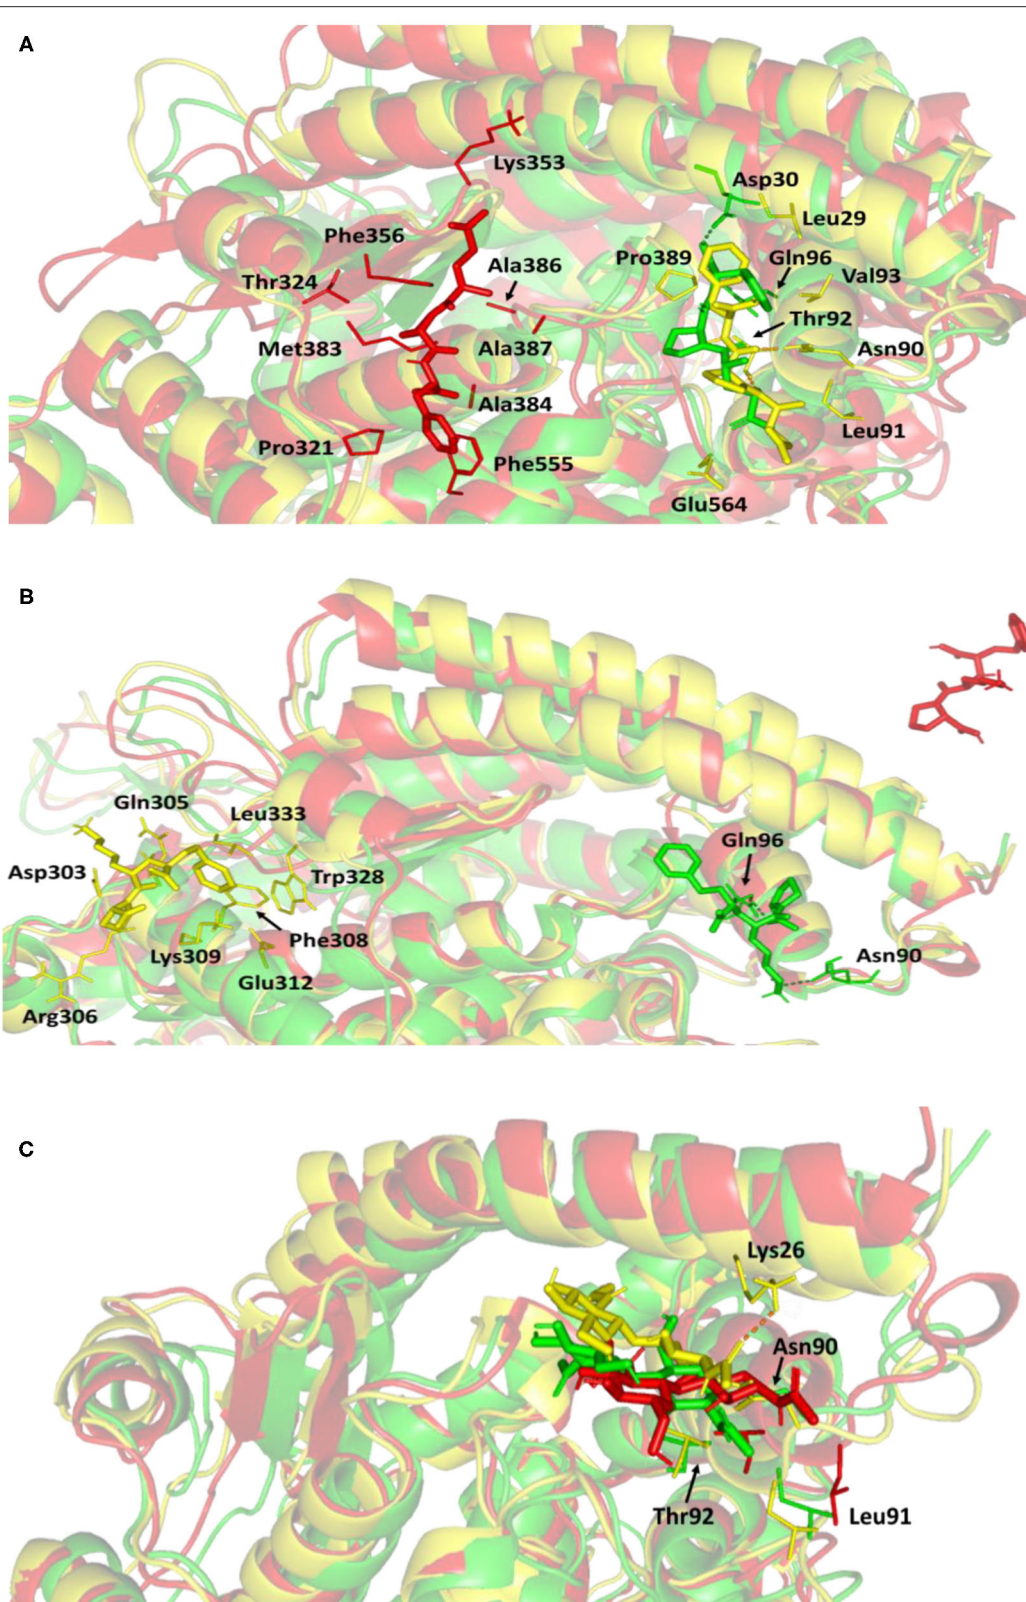 A
Lys353
Asp30
Leu29
Phe356
Ala386
Pro389
Gln96
Val93
Thr324
Thr92
Met383
Ala387
Asn90
Ala384
Leu91
Pro321
Phe555
Glu564
B
Gln305
Leu333
Gln96
Asp303
Trp328
Phe308
Lys309
Asn90
Glu312
Arg306
C
Lys26
Asn90
Thr92
Leu91